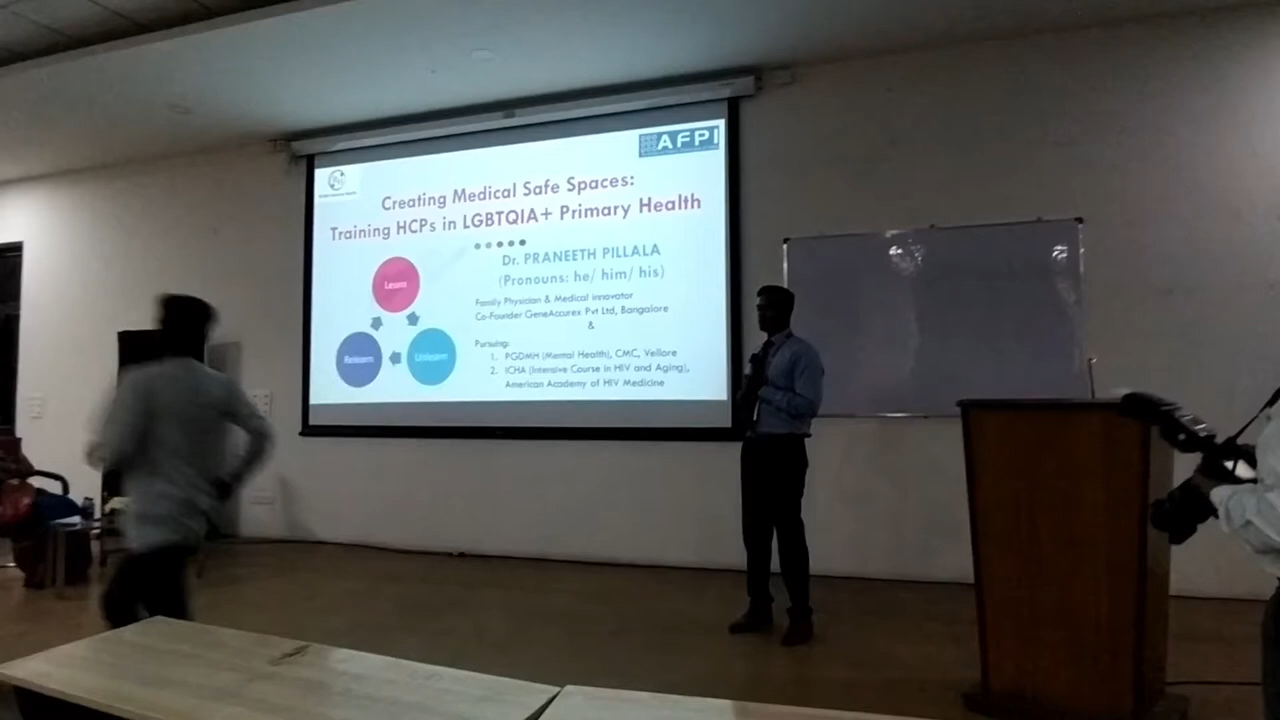 AFPI
Creating Medical Safe Spaces:
Training HCPs in LGBTQIA+ Primary Health
Dr. PRANEETH PILLALA
(Pronouns: he/ him/ his)
Family Physician & Medical Innovator
Co-Founder GeneAccurex Pvt Ltd, Bangalore
&
Pursuing:
1. PGDMH (Mental Health), CMC, Vellore
2. ICHA (Intensive Course in HIV and Aging),
American Academy of HIV Medicine
Learn
Relearn
Unlearn